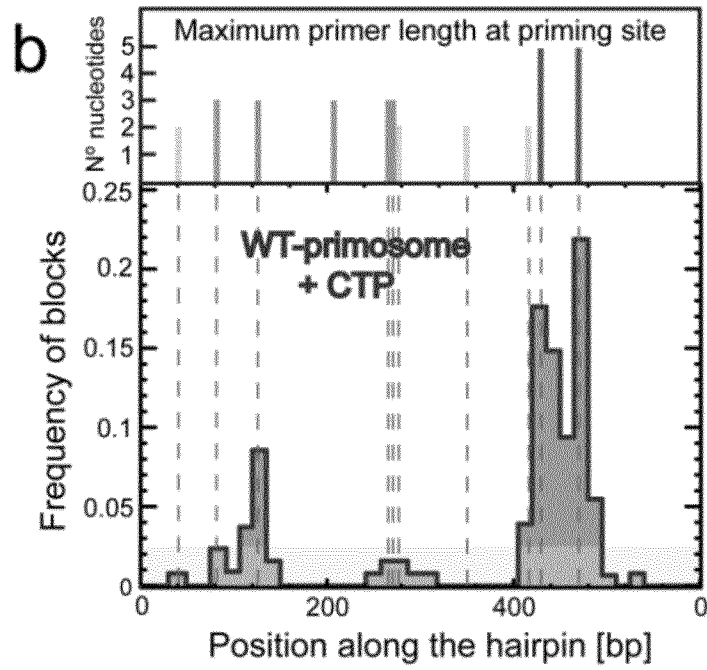 b
Maximum primer length at priming site
Nº nucleotides
5
4
3
2
1
0.25
0.2
0.15
0.1
0.05
0
Frequency of blocks
WT-primosome
+ CTP
0 200 400 0
Position along the hairpin [bp]